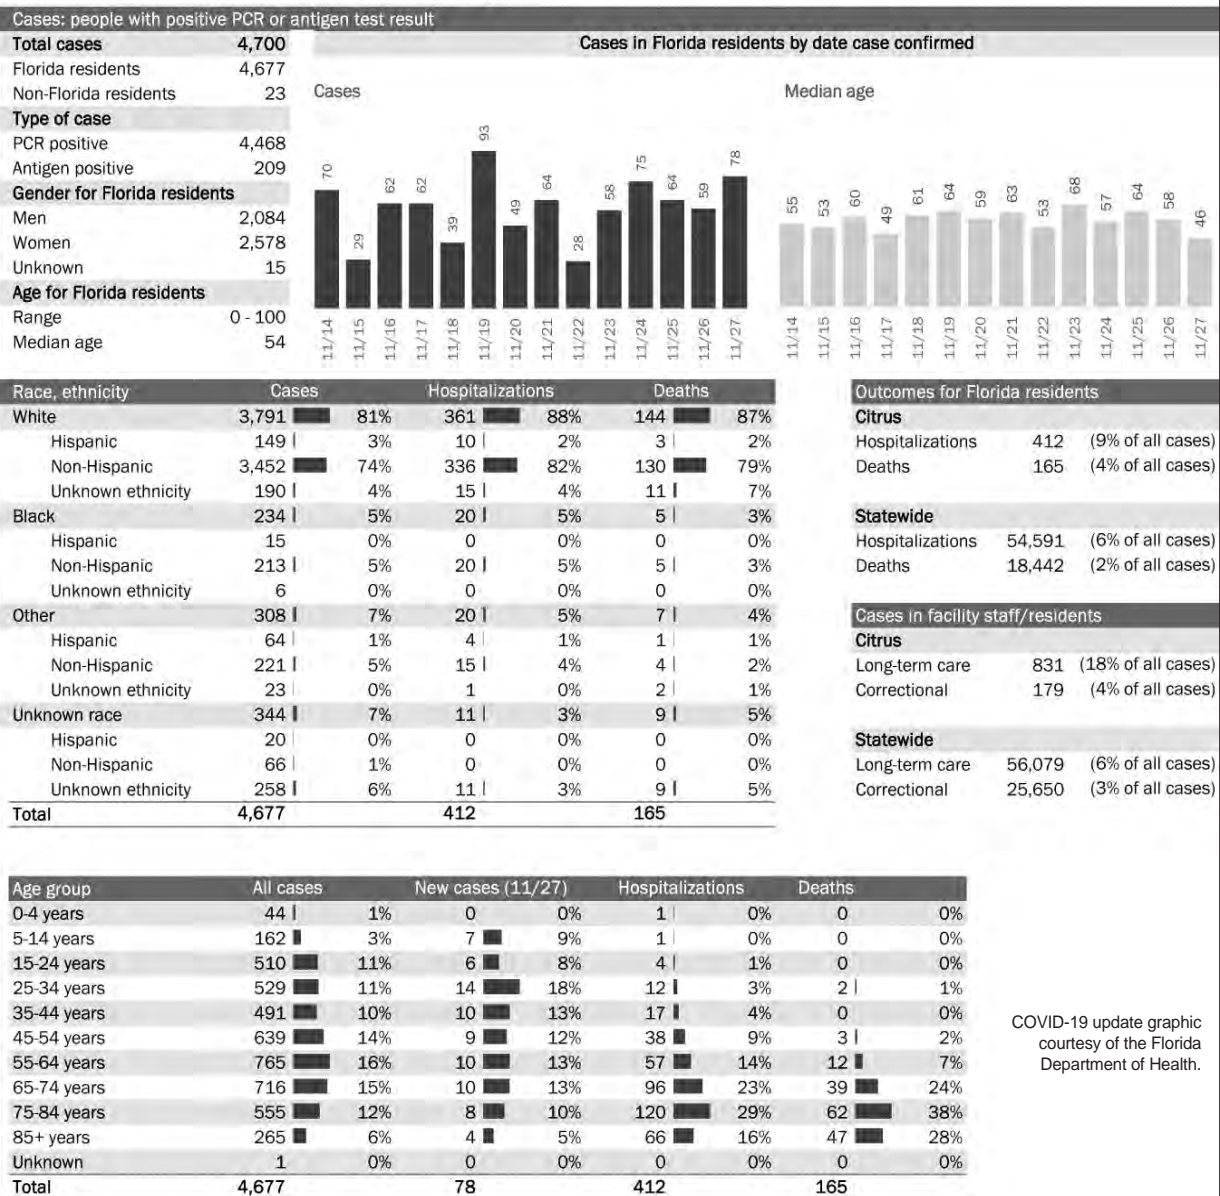 Cases: people with positive PCR or antigen test result
Total cases 4,700
Florida residents 4,677
Non-Florida residents 23
Type of case
PCR positive 4,468
Antigen positive 209
Gender for Florida residents
Men 2,084
Women 2,578
Unknown 15
Age for Florida residents
Range 0 - 100
Median age 54
Cases in Florida residents by date case confirmed
Cases
70 29 62 62 39 93 49 64 28 58 75 64 59 78
11/14 11/15 11/16 11/17 11/18 11/19 11/20 11/21 11/22 11/23 11/24 11/25 11/26 11/27
Median age
55 53 60 49 61 64 59 63 53 68 57 64 58 46
11/14 11/15 11/16 11/17 11/18 11/19 11/20 11/21 11/22 11/23 11/24 11/25 11/26 11/27
Race, ethnicity Cases Hospitalizations Deaths
White 3,791 81% 361 88% 144 87%
Hispanic 149 3% 10 2% 3 2%
Non-Hispanic 3,452 74% 336 82% 130 79%
Unknown ethnicity 190 4% 15 4% 11 7%
Black 234 5% 20 5% 5 3%
Hispanic 15 0% 0 0% 0 0%
Non-Hispanic 213 5% 20 5% 5 3%
Unknown ethnicity 6 0% 0 0% 0 0%
Other 308 7% 20 5% 7 4%
Hispanic 64 1% 4 1% 1 1%
Non-Hispanic 221 5% 15 4% 4 2%
Unknown ethnicity 23 0% 1 0% 2 1%
Unknown race 344 7% 11 3% 9 5%
Hispanic 20 0% 0 0% 0 0%
Non-Hispanic 66 1% 0 0% 0 0%
Unknown ethnicity 258 6% 11 3% 9 5%
Total 4,677 412 165
Outcomes for Florida residents
Citrus
Hospitalizations 412 (9% of all cases)
Deaths 165 (4% of all cases)
Statewide
Hospitalizations 54,591 (6% of all cases)
Deaths 18,442 (2% of all cases)
Cases in facility staff/residents
Citrus
Long-term care 831 (18% of all cases)
Correctional 179 (4% of all cases)
Statewide
Long-term care 56,079 (6% of all cases)
Correctional 25,650 (3% of all cases)
Age group All cases New cases (11/27) Hospitalizations Deaths
0-4 years 44 1% 0 0% 1 0% 0 0%
5-14 years 162 3% 7 9% 1 0% 0 0%
15-24 years 510 11% 6 8% 4 1% 0 0%
25-34 years 529 11% 14 18% 12 3% 2 1%
35-44 years 491 10% 10 13% 17 4% 0 0%
45-54 years 639 14% 9 12% 38 9% 3 2%
55-64 years 765 16% 10 13% 57 14% 12 7%
65-74 years 716 15% 10 13% 96 23% 39 24%
75-84 years 555 12% 8 10% 120 29% 62 38%
85+ years 265 6% 4 5% 66 16% 47 28%
Unknown 1 0% 0 0% 0 0% 0 0%
Total 4,677 78 412 165
COVID-19 update graphic
courtesy of the Florida
Department of Health.